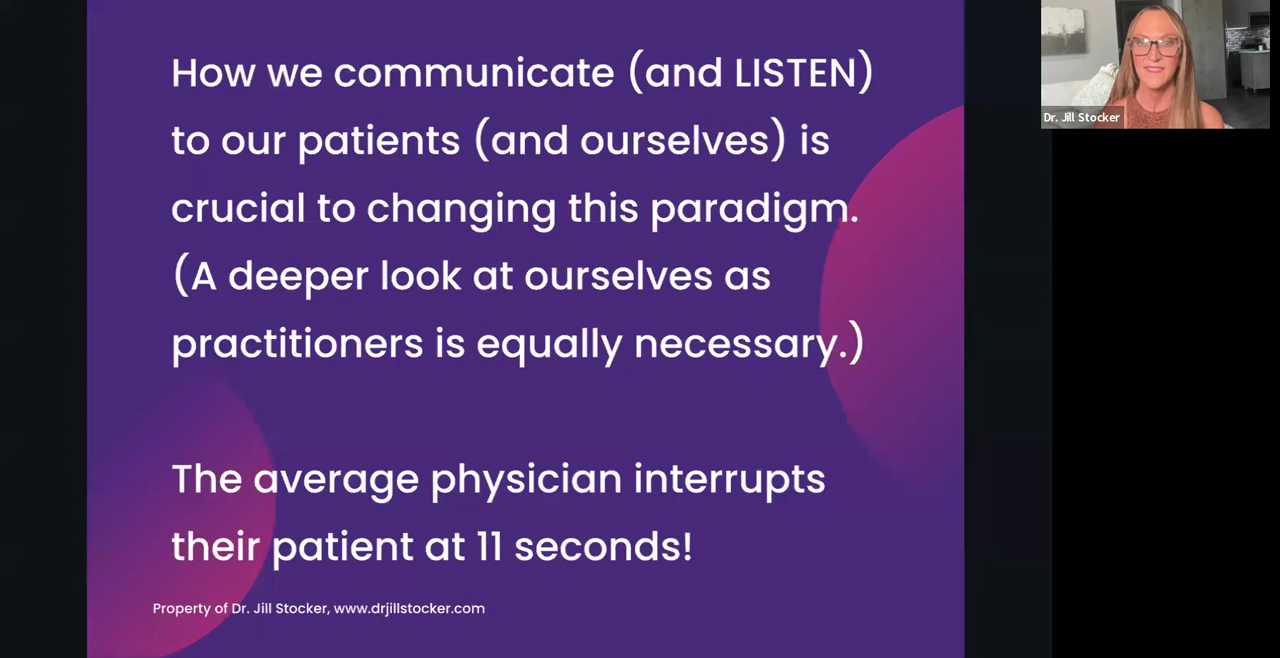 How we communicate (and LISTEN)
to our patients (and ourselves) is
crucial to changing this paradigm.
(A deeper look at ourselves as
practitioners is equally necessary.)
The average physician interrupts
their patient at 11 seconds!
Property of Dr. Jill Stocker, www.drjillstocker.com
Dr. Jill Stocker